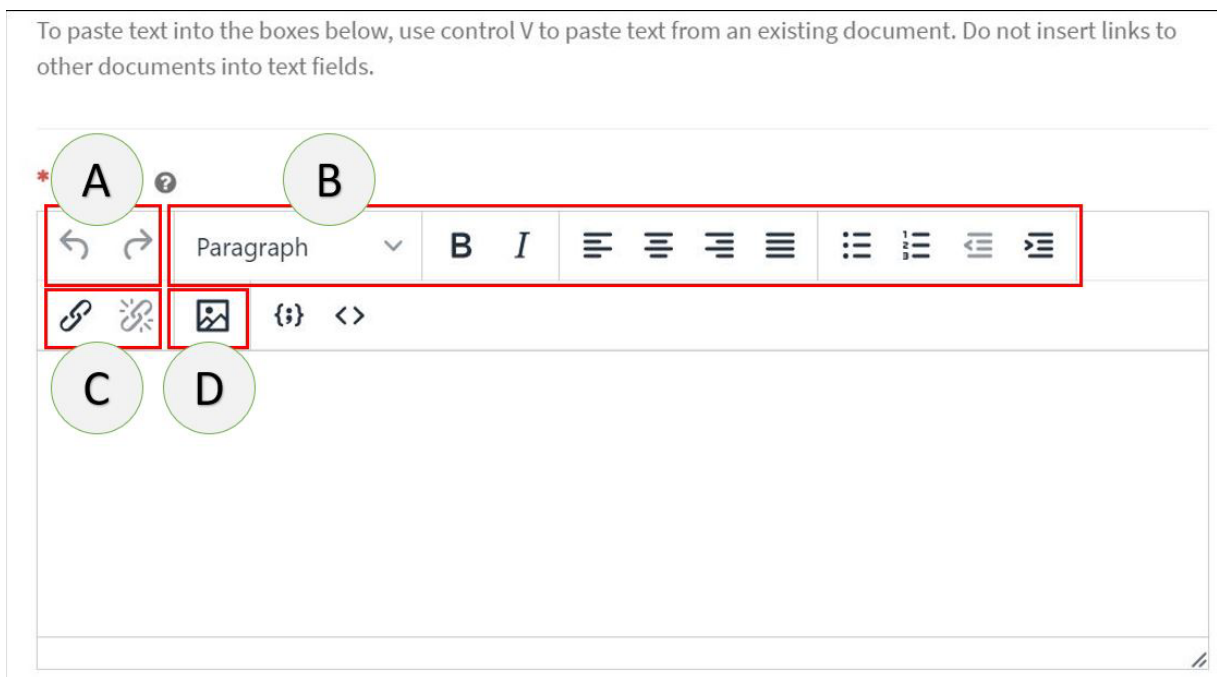 To paste text into the boxes below, use control V to paste text from an existing document. Do not insert links to
other documents into text fields.
* A ? B
Paragraph B I
{;} <>
C D